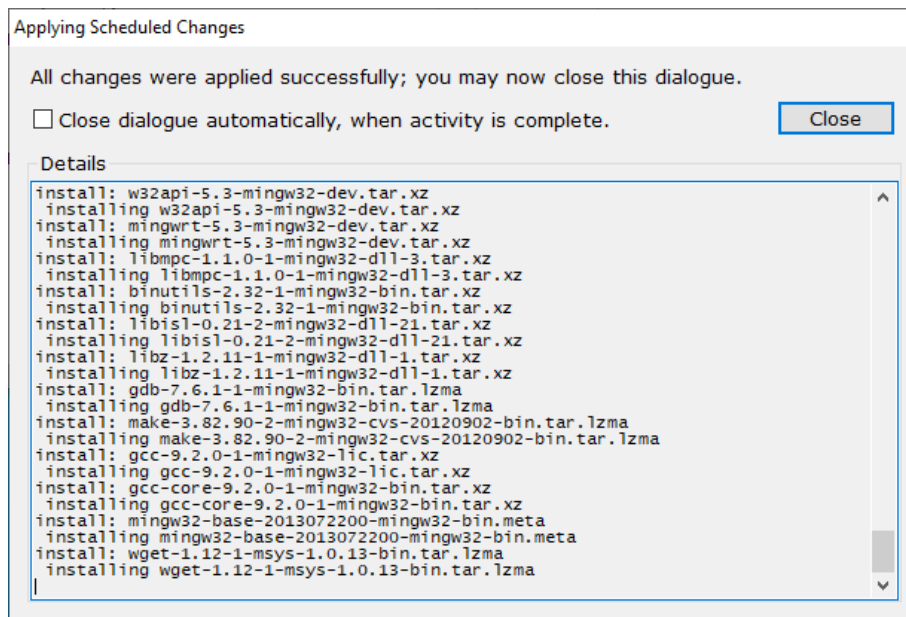 Applying Scheduled Changes
All changes were applied successfully; you may now close this dialogue.
Close dialogue automatically, when activity is complete.
Close
Details
install: w32api-5.3-mingw32-dev.tar.xz
installing w32api-5.3-mingw32-dev.tar.xz
install: mingwrt-5.3-mingw32-dev.tar.xz
installing mingwrt-5.3-mingw32-dev.tar.xz
install: libmpc-1.1.0-1-mingw32-dll-3.tar.xz
installing libmpc-1.1.0-1-mingw32-dll-3.tar.xz
install: binutils-2.32-1-mingw32-bin.tar.xz
installing binutils-2.32-1-mingw32-bin.tar.xz
install: libisl-0.21-2-mingw32-dll-21.tar.xz
installing libisl-0.21-2-mingw32-dll-21.tar.xz
install: libz-1.2.11-1-mingw32-dll-1.tar.xz
installing libz-1.2.11-1-mingw32-dll-1.tar.xz
install: gdb-7.6.1-1-mingw32-bin.tar.lzma
installing gdb-7.6.1-1-mingw32-bin.tar.lzma
install: make-3.82.90-2-mingw32-cvs-20120902-bin.tar.lzma
installing make-3.82.90-2-mingw32-cvs-20120902-bin.tar.lzma
install: gcc-9.2.0-1-mingw32-lic.tar.xz
installing gcc-9.2.0-1-mingw32-lic.tar.xz
install: gcc-core-9.2.0-1-mingw32-bin.tar.xz
installing gcc-core-9.2.0-1-mingw32-bin.tar.xz
install: mingw32-base-2013072200-mingw32-bin.meta
installing mingw32-base-2013072200-mingw32-bin.meta
install: wget-1.12-1-msys-1.0.13-bin.tar.lzma
installing wget-1.12-1-msys-1.0.13-bin.tar.lzma